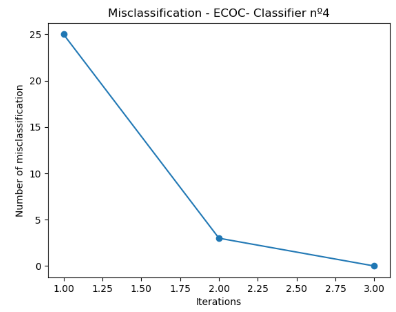 Misclassification - ECOC- Classifier nº4
Number of misclassification
25
20
15
10
5
0
1.00 1.25 1.50 1.75 2.00 2.25 2.50 2.75 3.00
Iterations